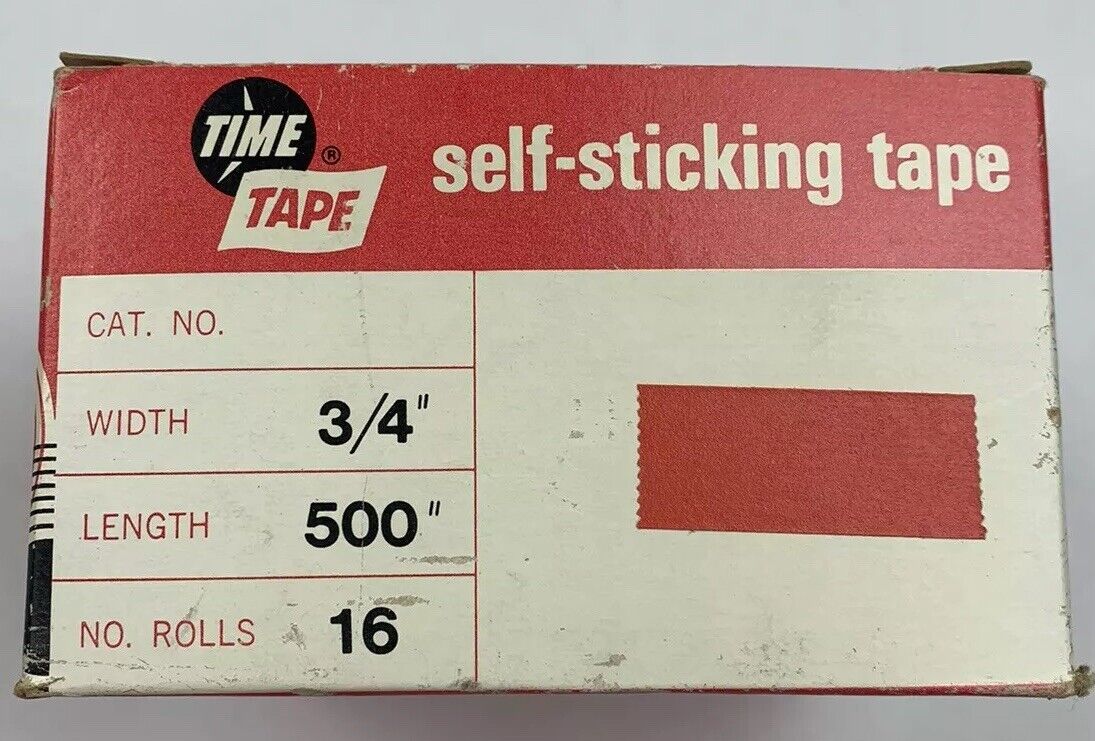 TIME
TAPE ®
self-sticking tape
CAT. NO.
WIDTH 3/4"
LENGTH 500"
NO. ROLLS 16